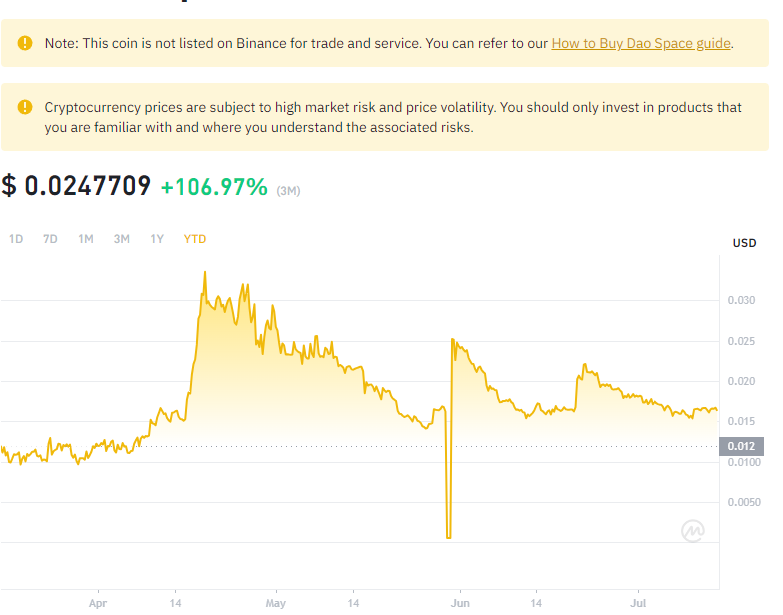 Note: This coin is not listed on Binance for trade and service. You can refer to our How to Buy Dao Space guide.
Cryptocurrency prices are subject to high market risk and price volatility. You should only invest in products that
you are familiar with and where you understand the associated risks.
$ 0.0247709 +106.97% (3M)
1D 7D 1M 3M 1Y YTD
USD
0.030
0.025
0.020
0.015
0.012
0.0100
0.0050
Apr 14 May 14 Jun 14 Jul